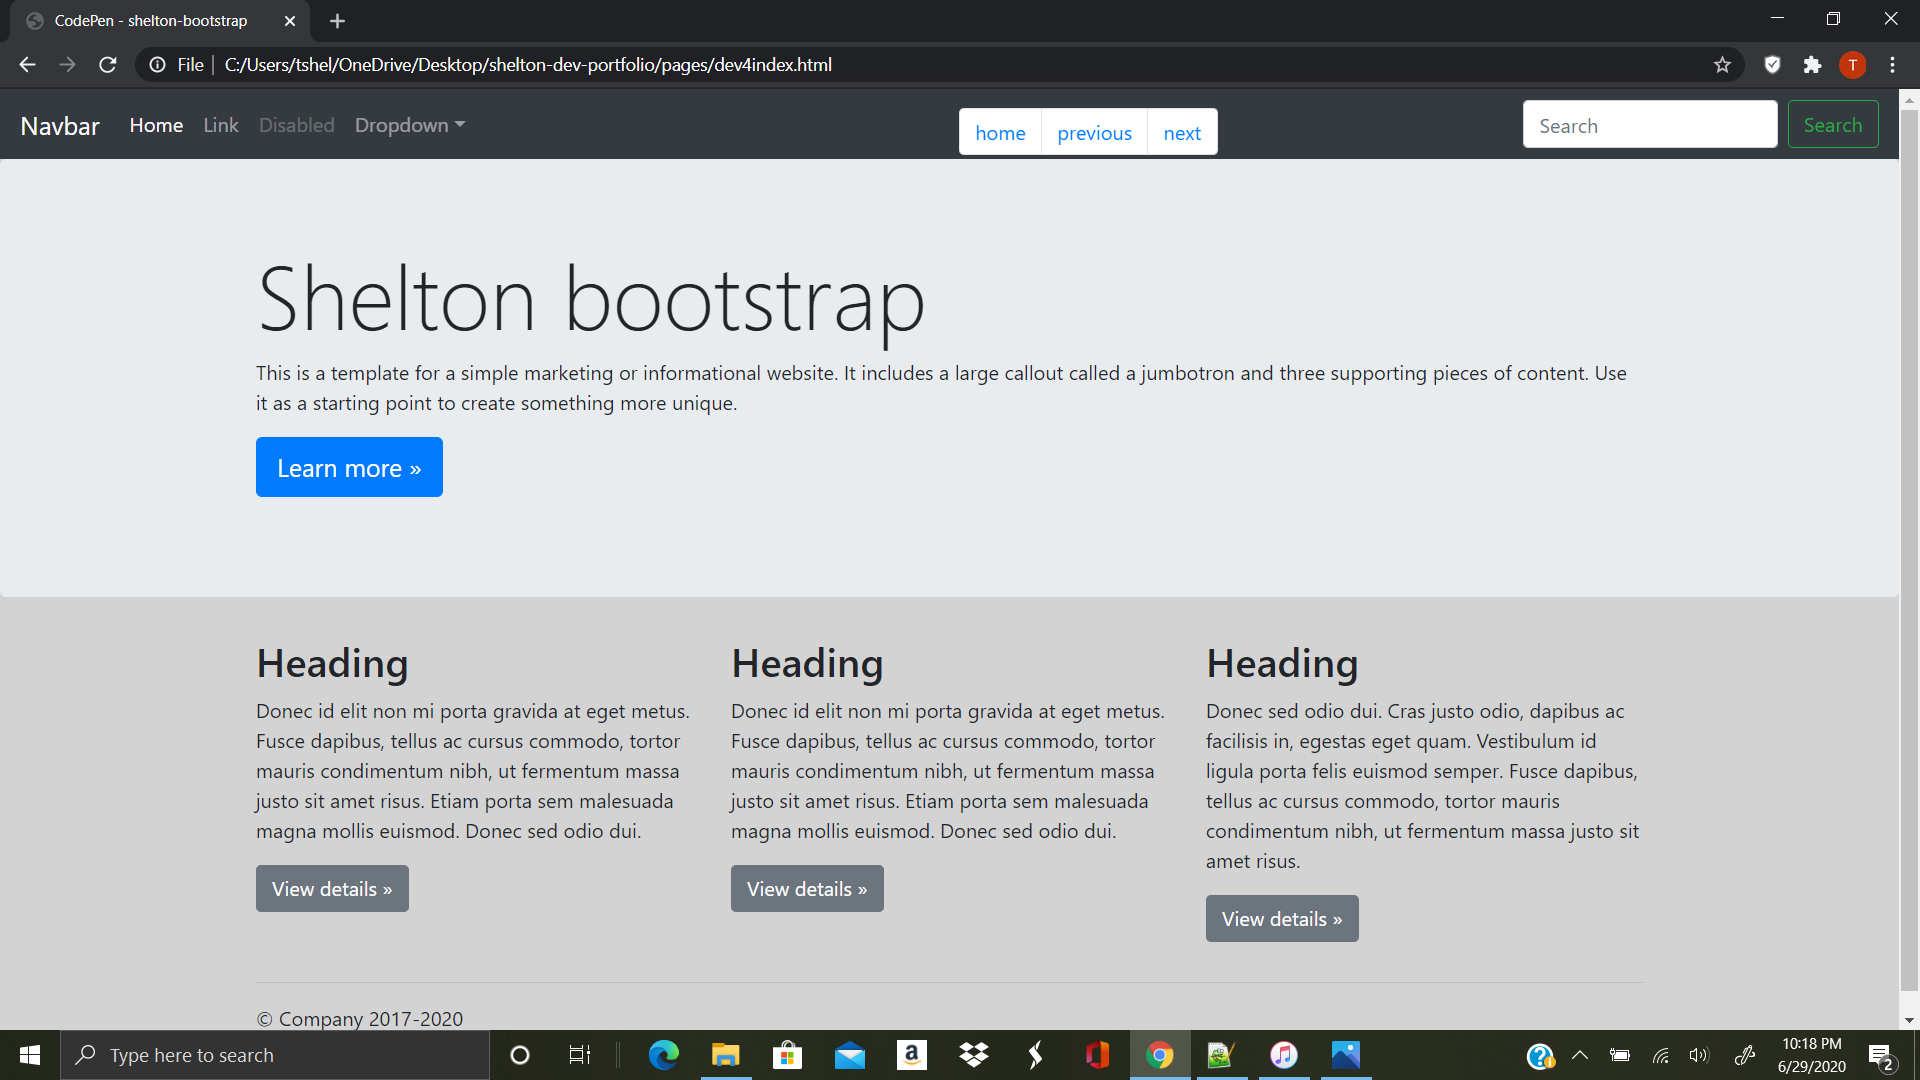 CodePen - shelton-bootstrap
File
C:/Users/tshel/OneDrive/Desktop/shelton-dev-portfolio/pages/dev4index.html
T
Navbar Home Link Disabled Dropdown
home previous next
Search Search
Shelton bootstrap
This is a template for a simple marketing or informational website. It includes a large callout called a jumbotron and three supporting pieces of content. Use
it as a starting point to create something more unique.
Learn more »
Heading
Donec id elit non mi porta gravida at eget metus.
Fusce dapibus, tellus ac cursus commodo, tortor
mauris condimentum nibh, ut fermentum massa
justo sit amet risus. Etiam porta sem malesuada
magna mollis euismod. Donec sed odio dui.
View details »
Heading
Donec id elit non mi porta gravida at eget metus.
Fusce dapibus, tellus ac cursus commodo, tortor
mauris condimentum nibh, ut fermentum massa
justo sit amet risus. Etiam porta sem malesuada
magna mollis euismod. Donec sed odio dui.
View details »
Heading
Donec sed odio dui. Cras justo odio, dapibus ac
facilisis in, egestas eget quam. Vestibulum id
ligula porta felis euismod semper. Fusce dapibus,
tellus ac cursus commodo, tortor mauris
condimentum nibh, ut fermentum massa justo sit
amet risus.
View details »
© Company 2017-2020
Type here to search
a
?
10:18 PM
6/29/2020
2